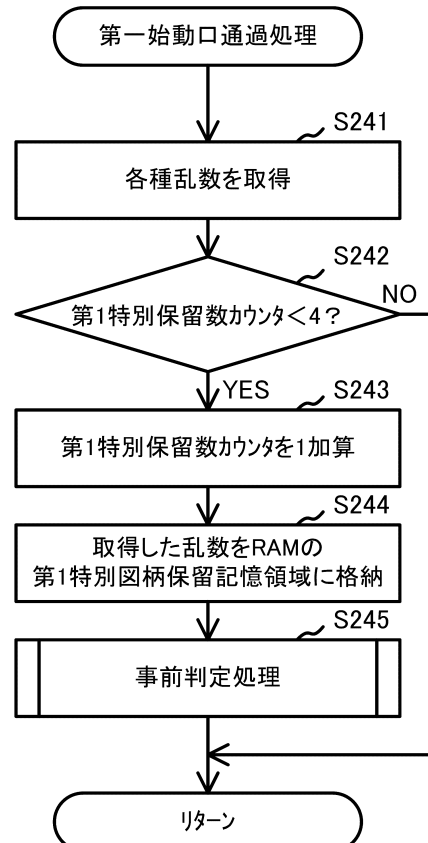 第一始動口通過処理
S241
各種乱数を取得
S242
第1特別保留数カウンタ<4?
NO
YES
S243
第1特別保留数カウンタを1加算
S244
取得した乱数をRAMの
第1特別図柄保留記憶領域に格納
S245
事前判定処理
リターン